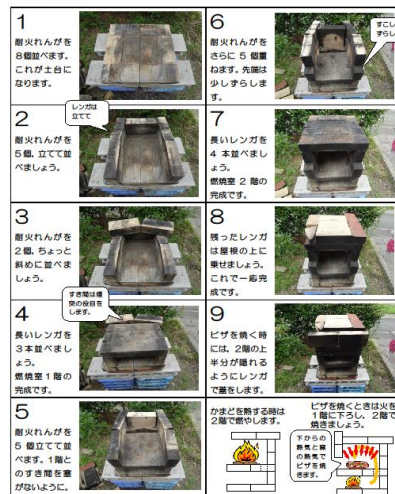 1
耐火れんがを
8個並べます。
これが土台に
なります。
レンガは
立てて
2
耐火れんがを
5個、立てて並
べましょう。
3
耐火れんがを
2個、ちょっと
斜めに並べま
しょう。
すき間は煙
突の役目を
します。
4
長いレンガを
3本並べまし
ょう。
燃焼室1階の
完成です。
5
耐火れんがを
5個立てて並
べます。1階と
のすき間を塞
がないように。
6
耐火れんがを
さらに5個重
ねます。先端は
少しずらしま
す。
すこし
ずらし
7
長いレンガを
4本並べまし
ょう。
燃焼室2階の
完成です。
8
残ったレンガ
は屋根の上に
乗せましょう。
これで一応完
成です。
9
ピザを焼く時
には、2階の上
半分が隠れる
ようにレンガ
で蓋をします。
かまどを熱する時は
2階で燃やします。
ピザを焼くときは火を
1階に下ろし、2階で
焼きましょう。
下からの
熱気と窯
の熱気で
ピザを焼
きます。